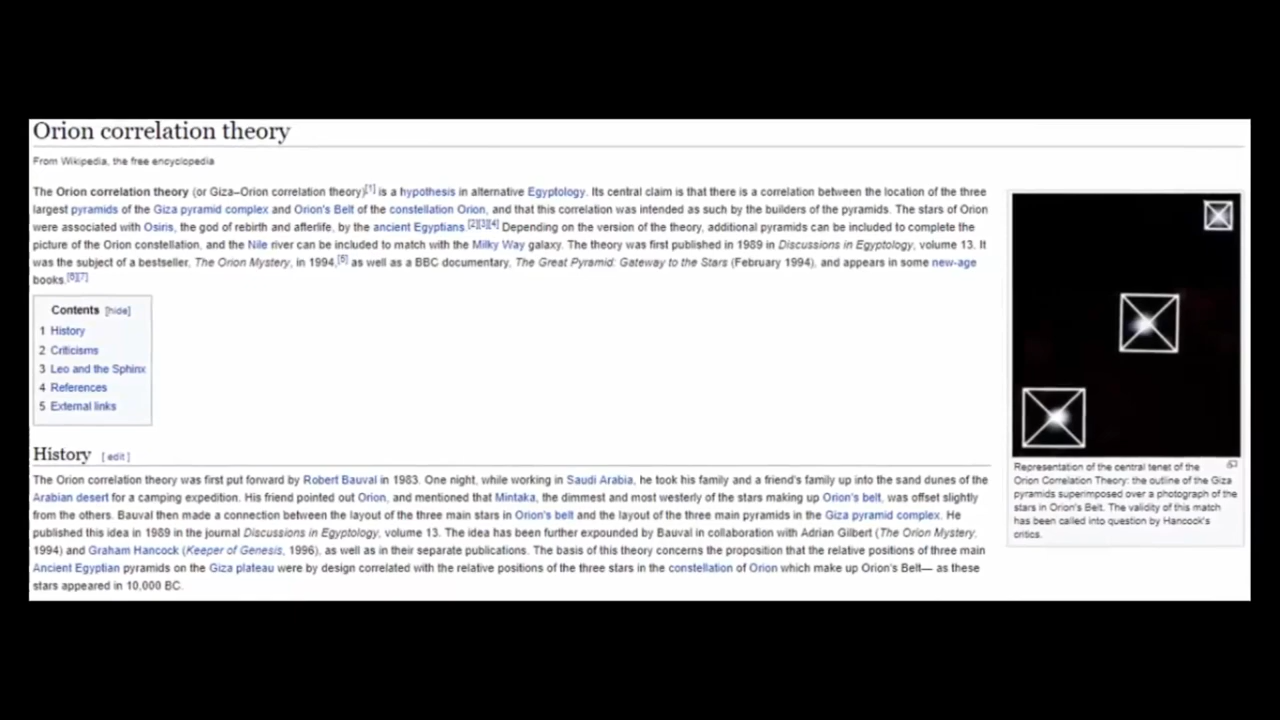 Orion correlation theory
From Wikipedia, the free encyclopedia
The Orion correlation theory (or Giza–Orion correlation theory)[1] is a hypothesis in alternative Egyptology. Its central claim is that there is a correlation between the location of the three
largest pyramids of the Giza pyramid complex and Orion's Belt of the constellation Orion, and that this correlation was intended as such by the builders of the pyramids. The stars of Orion
were associated with Osiris, the god of rebirth and afterlife, by the ancient Egyptians.[2][3][4] Depending on the version of the theory, additional pyramids can be included to complete the
picture of the Orion constellation, and the Nile river can be included to match with the Milky Way galaxy. The theory was first published in 1989 in Discussions in Egyptology, volume 13. It
was the subject of a bestseller, The Orion Mystery, in 1994,[5] as well as a BBC documentary, The Great Pyramid: Gateway to the Stars (February 1994), and appears in some new-age
books.[6][7]
Contents [hide]
1 History
2 Criticisms
3 Leo and the Sphinx
4 References
5 External links
History [ edit ]
The Orion correlation theory was first put forward by Robert Bauval in 1983. One night, while working in Saudi Arabia, he took his family and a friend's family up into the sand dunes of the
Arabian desert for a camping expedition. His friend pointed out Orion, and mentioned that Mintaka, the dimmest and most westerly of the stars making up Orion's belt, was offset slightly
from the others. Bauval then made a connection between the layout of the three main stars in Orion's belt and the layout of the three main pyramids in the Giza pyramid complex. He
published this idea in 1989 in the journal Discussions in Egyptology, volume 13. The idea has been further expounded by Bauval in collaboration with Adrian Gilbert (The Orion Mystery,
1994) and Graham Hancock (Keeper of Genesis, 1996), as well as in their separate publications. The basis of this theory concerns the proposition that the relative positions of three main
Ancient Egyptian pyramids on the Giza plateau were by design correlated with the relative positions of the three stars in the constellation of Orion which make up Orion's Belt— as these
stars appeared in 10,000 BC.
Representation of the central tenet of the
Orion Correlation Theory: the outline of the Giza
pyramids superimposed over a photograph of the
stars in Orion's Belt. The validity of this match
has been called into question by Hancock's
critics.